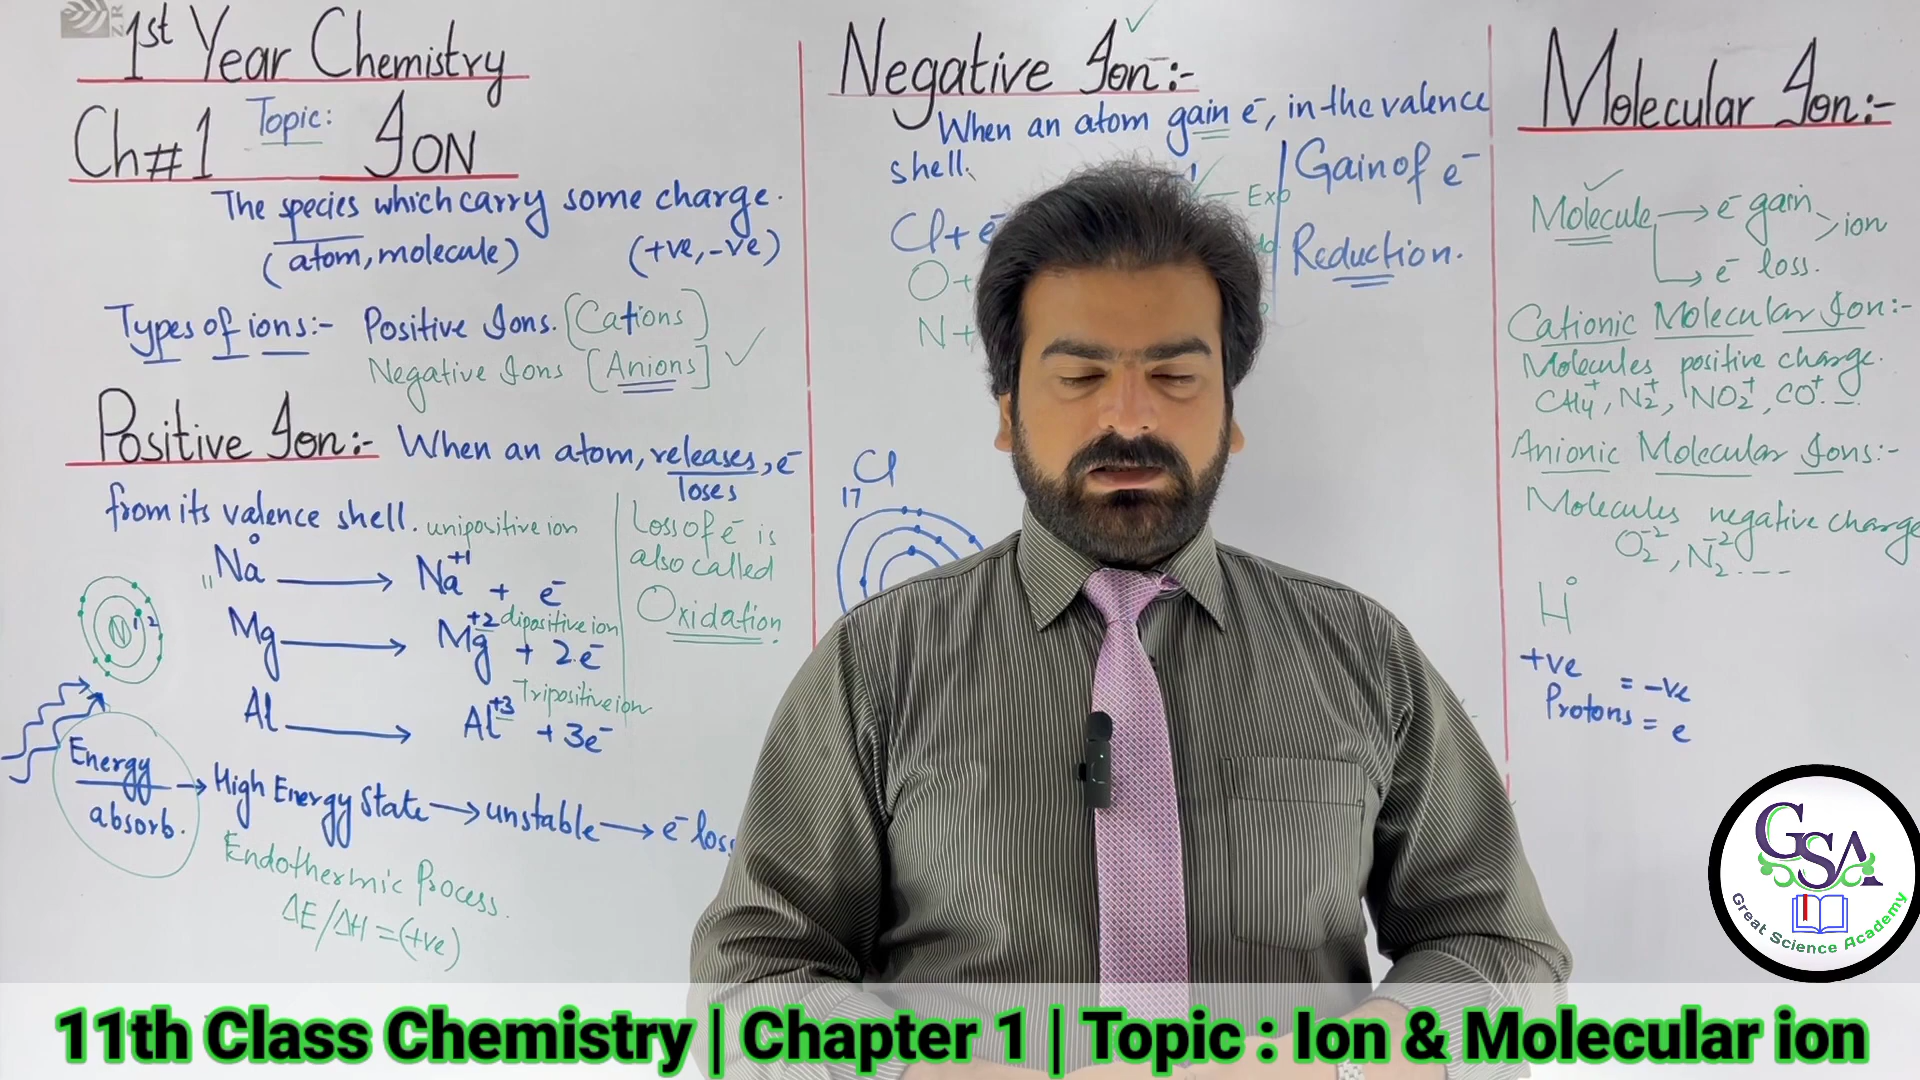 1st Year Chemistry
Ch#1 Topic: ION
The species which carry some charge.
(atom, molecule) (+ve, -ve)
Types of ions:- Positive Ions. [Cations]
Negative Ions [Anions] ✓
Positive Ion:- When an atom, releases, e⁻
loses
from its valence shell. unipositive ion
Na° → Na⁺¹ + e⁻
11
Mg → Mg⁺² + 2e⁻
dipositive ion
Al → Al⁺³ + 3e⁻
Tripositive ion
N 1 2
Loss of e⁻ is
also called
Oxidation.
Energy absorb. → High Energy State → unstable → e⁻ loss
Endothermic Process.
ΔE/ΔH = (+ve)
Negative Ion:-
When an atom gain e⁻, in the valence
shell.
Cl + e⁻
O +
N +
Exo
Gain of e⁻
Reduction.
Cl
17
Molecular Ion:-
Molecule → e⁻ gain > ion
→ e⁻ loss.
Cationic Molecular Ion:-
Molecules positive charge.
CH₄⁺, N₂⁺, NO₂⁺, CO⁺. --
Anionic Molecular Ions:-
Molecules negative charge
O₂⁻², N₂⁻² ----
H°
+ve = -ve
Protons = e
GSA
Great Science Academy
11th Class Chemistry | Chapter 1 | Topic : Ion & Molecular ion